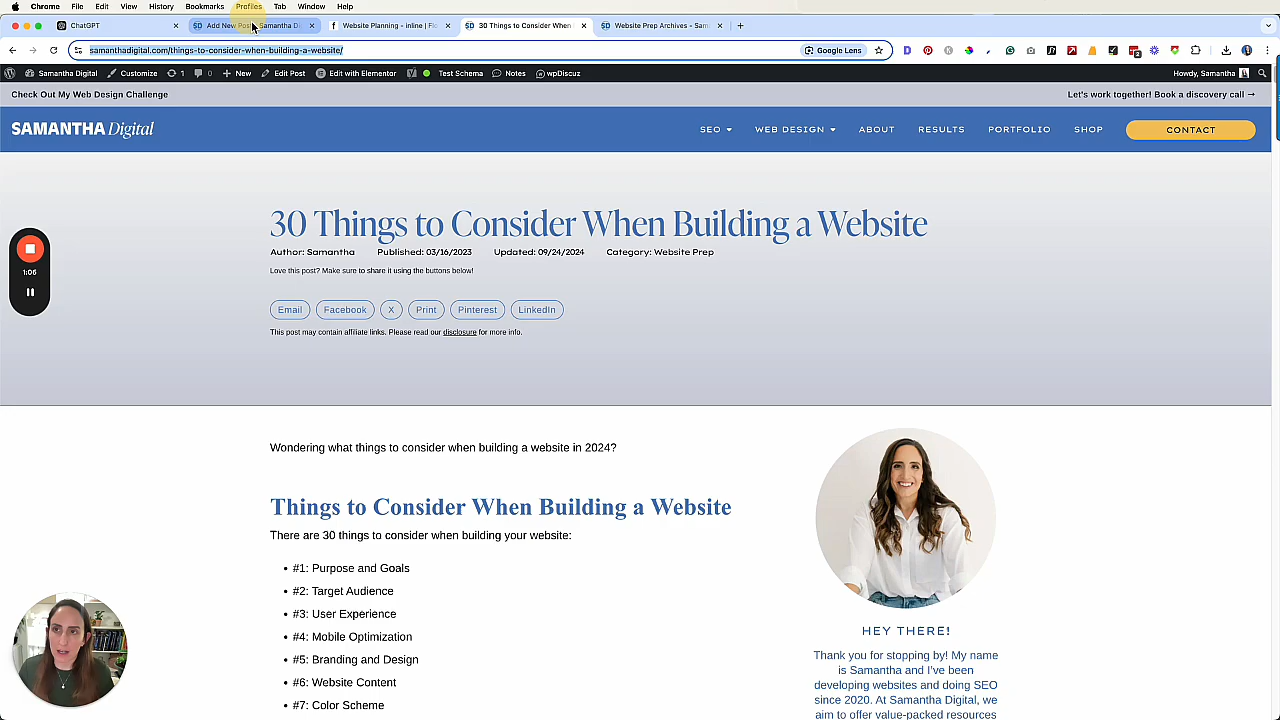 Chrome File Edit View History Bookmarks Profiles Tab Window Help
ChatGPT
Add New Post Samantha Di
Website Planning - inline | Flo
30 Things to Consider When
Website Prep Archives - Sam
samanthadigital.com/things-to-consider-when-building-a-website/
Google Lens
Samantha Digital Customize 1 0 New Edit Post Edit with Elementor Test Schema Notes wpDiscuz
Howdy, Samantha
Check Out My Web Design Challenge
Let's work together! Book a discovery call →
SAMANTHA Digital
SEO WEB DESIGN ABOUT RESULTS PORTFOLIO SHOP CONTACT
30 Things to Consider When Building a Website
Author: Samantha Published: 03/16/2023 Updated: 09/24/2024 Category: Website Prep
Love this post? Make sure to share it using the buttons below!
1:06
Email Facebook X Print Pinterest LinkedIn
This post may contain affiliate links. Please read our disclosure for more info.
Wondering what things to consider when building a website in 2024?
Things to Consider When Building a Website
There are 30 things to consider when building your website:
• #1: Purpose and Goals
• #2: Target Audience
• #3: User Experience
• #4: Mobile Optimization
• #5: Branding and Design
• #6: Website Content
• #7: Color Scheme
HEY THERE!
Thank you for stopping by! My name
is Samantha and I've been
developing websites and doing SEO
since 2020. At Samantha Digital, we
aim to offer value-packed resources